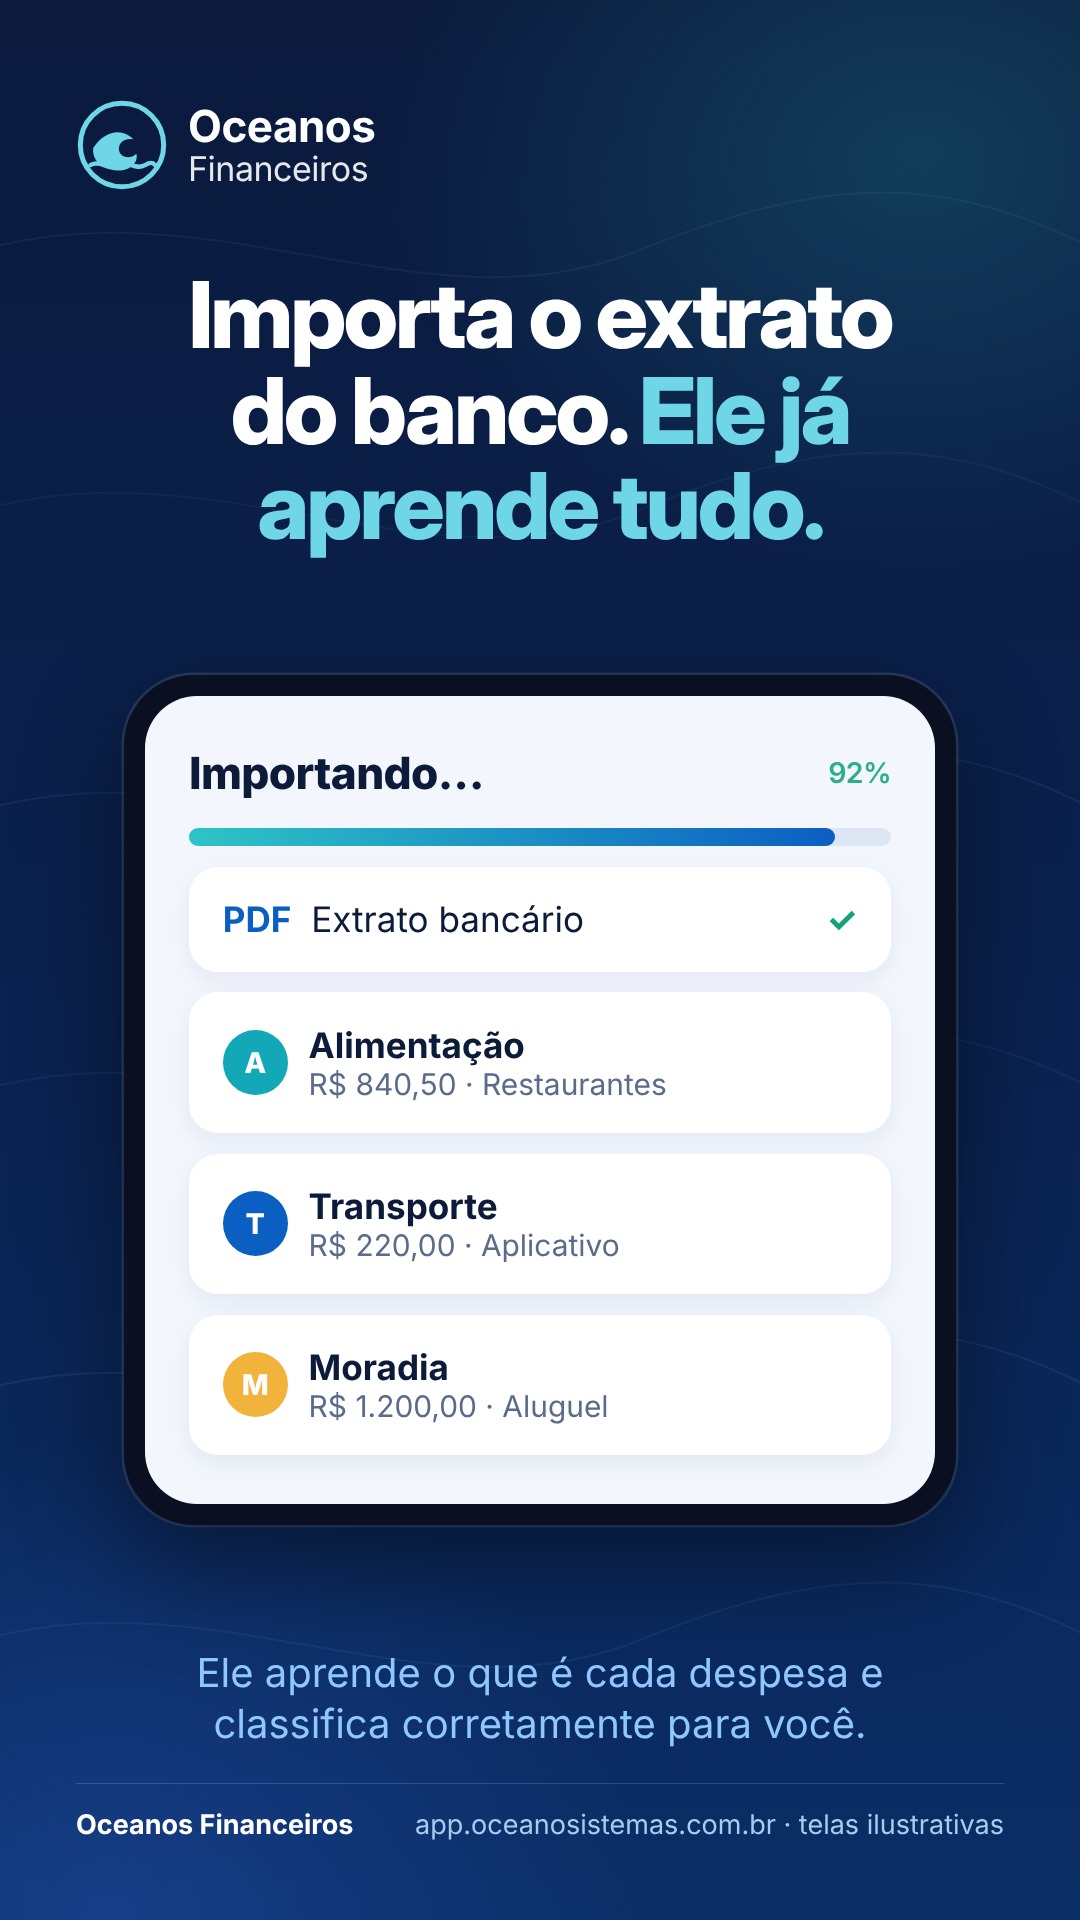 Oceanos
Financeiros
Importa o extrato
do banco. Ele já
aprende tudo.
Importando...
92%
PDF Extrato bancário
A
Alimentação
R$ 840,50 · Restaurantes
T
Transporte
R$ 220,00 · Aplicativo
M
Moradia
R$ 1.200,00 · Aluguel
Ele aprende o que é cada despesa e
classifica corretamente para você.
Oceanos Financeiros
app.oceanosistemas.com.br · telas ilustrativas